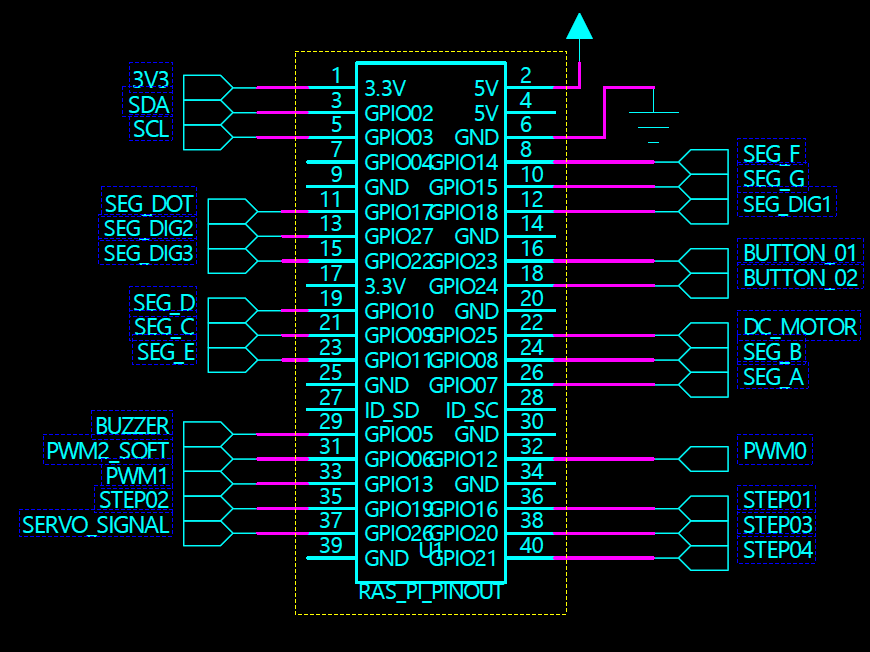 3V3 1 3.3V 5V 2
SDA 3 GPIO02 5V 4
SCL 5 GPIO03 GND 6
7 GPIO04 GPIO14 8 SEG_F
9 GND GPIO15 10 SEG_G
SEG_DOT 11 GPIO17 GPIO18 12 SEG_DIG1
SEG_DIG2 13 GPIO27 GND 14
SEG_DIG3 15 GPIO22 GPIO23 16 BUTTON_01
17 3.3V GPIO24 18 BUTTON_02
SEG_D 19 GPIO10 GND 20
SEG_C 21 GPIO09 GPIO25 22 DC_MOTOR
SEG_E 23 GPIO11 GPIO08 24 SEG_B
25 GND GPIO07 26 SEG_A
27 ID_SD ID_SC 28
BUZZER 29 GPIO05 GND 30
PWM2_SOFT 31 GPIO06 GPIO12 32 PWM0
PWM1 33 GPIO13 GND 34
STEP02 35 GPIO19 GPIO16 36 STEP01
SERVO_SIGNAL 37 GPIO26 GPIO20 38 STEP03
39 GND U1 GPIO21 40 STEP04
RAS_PI_PINOUT